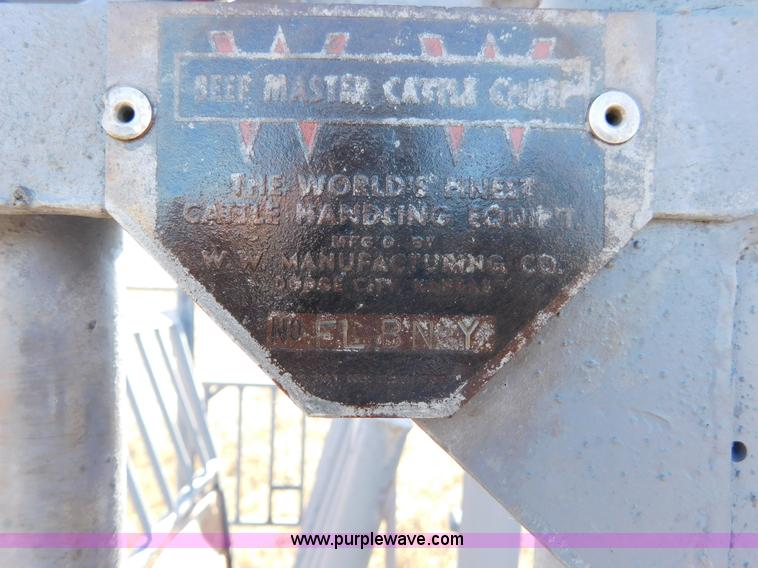 BEEF MASTER CATTLE CHUTE
THE WORLD'S FINEST
CATTLE HANDLING EQUIPT.
MFG'D BY
W.W. MANUFACTURING CO.
DODGE CITY, KANSAS
NO.
www.purplewave.com